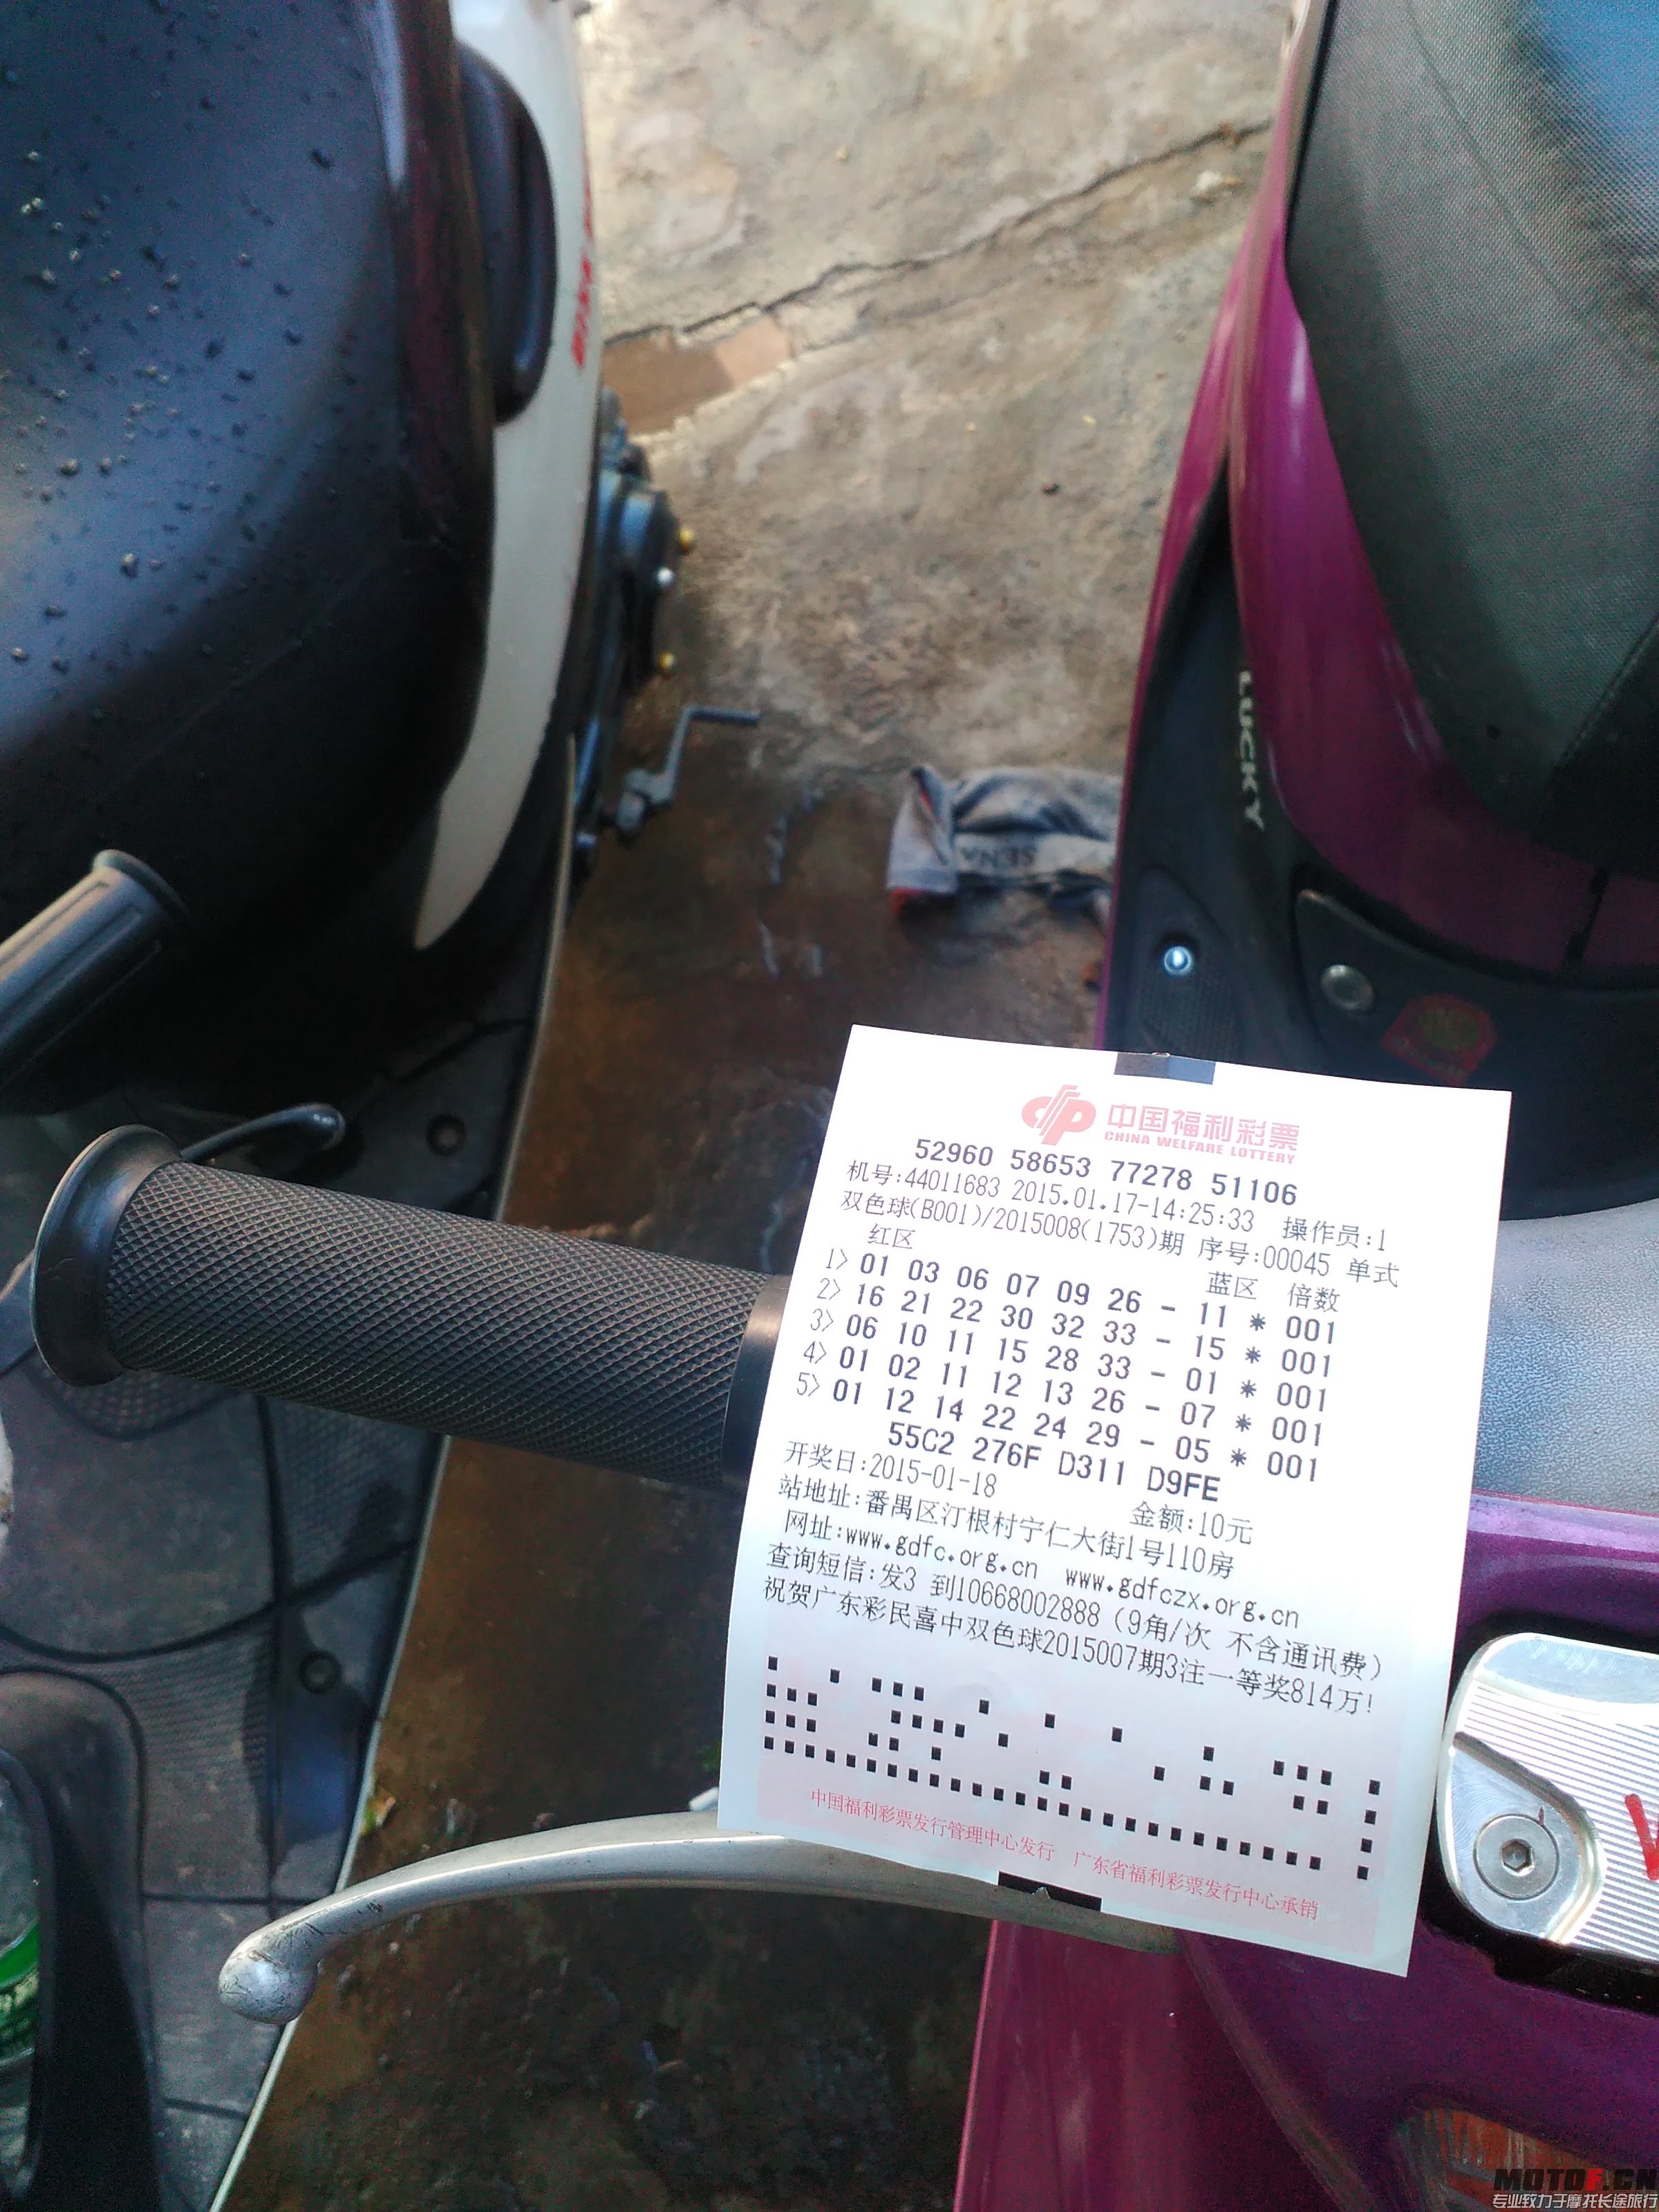 LUCKY
SENA
中国福利彩票
CHINA WELFARE LOTTERY
52960 58653 77278 51106
机号:44011683 2015.01.17-14:25:33 操作员:1
双色球(B001)/2015008(1753)期 序号:00045 单式
红区 蓝区 倍数
1> 01 03 06 07 09 26 - 11 * 001
2> 16 21 22 30 32 33 - 15 * 001
3> 06 10 11 15 28 33 - 01 * 001
4> 01 02 11 12 13 26 - 07 * 001
5> 01 12 14 22 24 29 - 05 * 001
55C2 276F D311 D9FE
开奖日:2015-01-18 金额:10元
站地址:番禺区汀根村宁仁大街1号110房
网址:www.gdfc.org.cn www.gdfczx.org.cn
查询短信:发3 到10668002888 (9角/次 不含通讯费)
祝贺广东彩民喜中双色球2015007期3注一等奖814万!
中国福利彩票发行管理中心发行 广东省福利彩票发行中心承销
MOTOF.CN
专业致力于摩托长途旅行